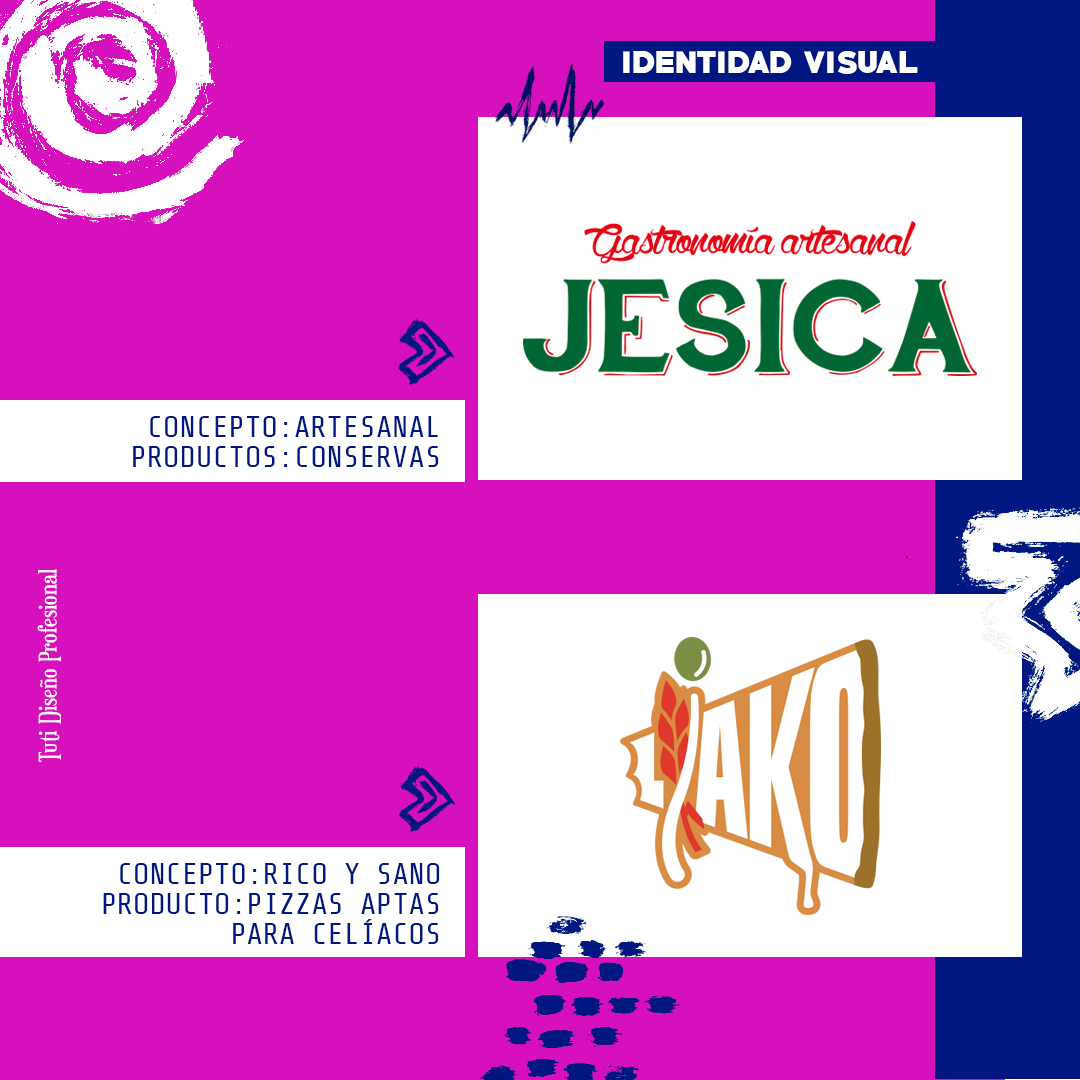 IDENTIDAD VISUAL
Gastronomía artesanal
JESICA
CONCEPTO:ARTESANAL
PRODUCTOS:CONSERVAS
Tuti Diseño Profesional
LJAKO
CONCEPTO:RICO Y SANO
PRODUCTO:PIZZAS APTAS
PARA CELÍACOS